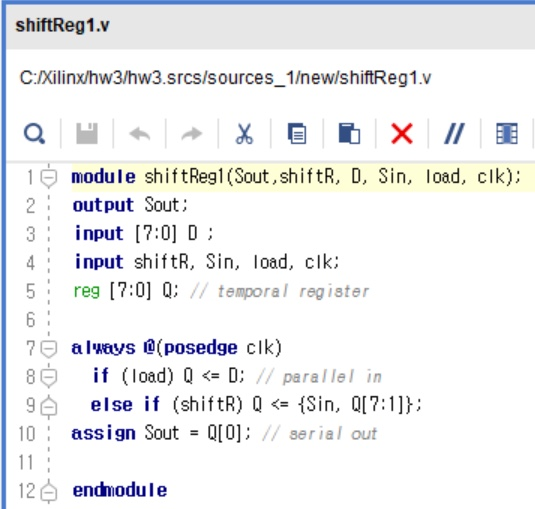 shiftReg1.v
C:/Xilinx/hw3/hw3.srcs/sources_1/new/shiftReg1.v
1 module shiftReg1(Sout,shiftR, D, Sin, load, clk);
2 output Sout;
3 input [7:0] D ;
4 input shiftR, Sin, load, clk;
5 reg [7:0] Q; // temporal register
6
7 always @(posedge clk)
8 if (load) Q <= D; // parallel in
9 else if (shiftR) Q <= {Sin, Q[7:1]};
10 assign Sout = Q[0]; // serial out
11
12 endmodule